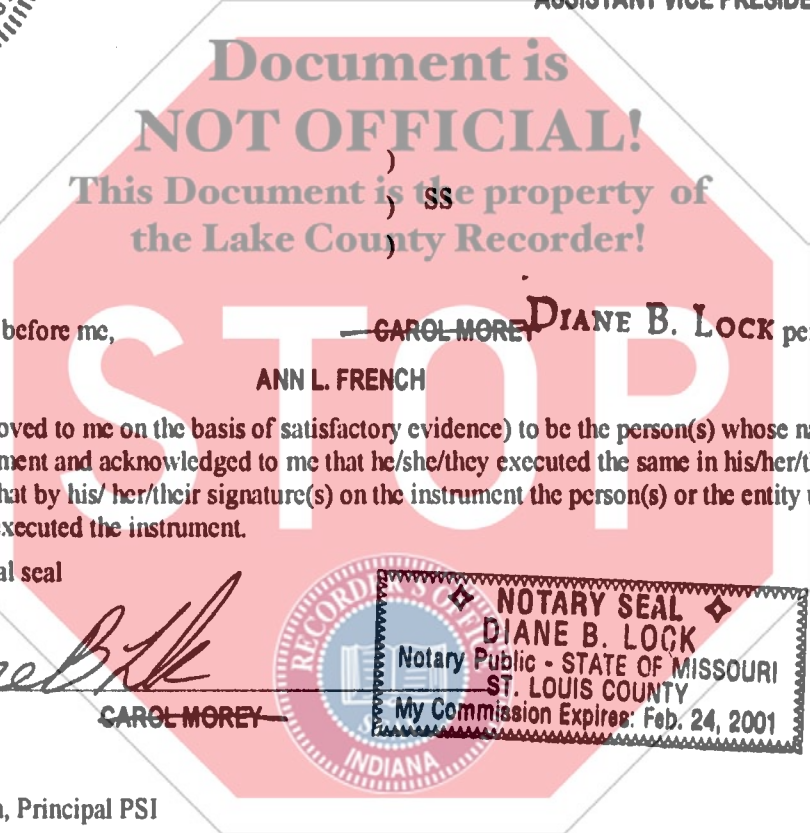 ASSISTANT VICE PRESIDE
Document is
NOT OFFICIAL!
This Document is the property of
the Lake County Recorder!
)
) SS
)
STOP
before me, CAROL MOREY DIANE B. LOCK pe
ANN L. FRENCH
oved to me on the basis of satisfactory evidence) to be the person(s) whose na
ment and acknowledged to me that he/she/they executed the same in his/her/t
hat by his/ her/their signature(s) on the instrument the person(s) or the entity u
xecuted the instrument.
al seal
CAROL MOREY
RECORDER'S OFFICE
INDIANA
NOTARY SEAL
DIANE B. LOCK
Notary Public - STATE OF MISSOURI
ST. LOUIS COUNTY
My Commission Expires: Feb. 24, 2001
, Principal PSI